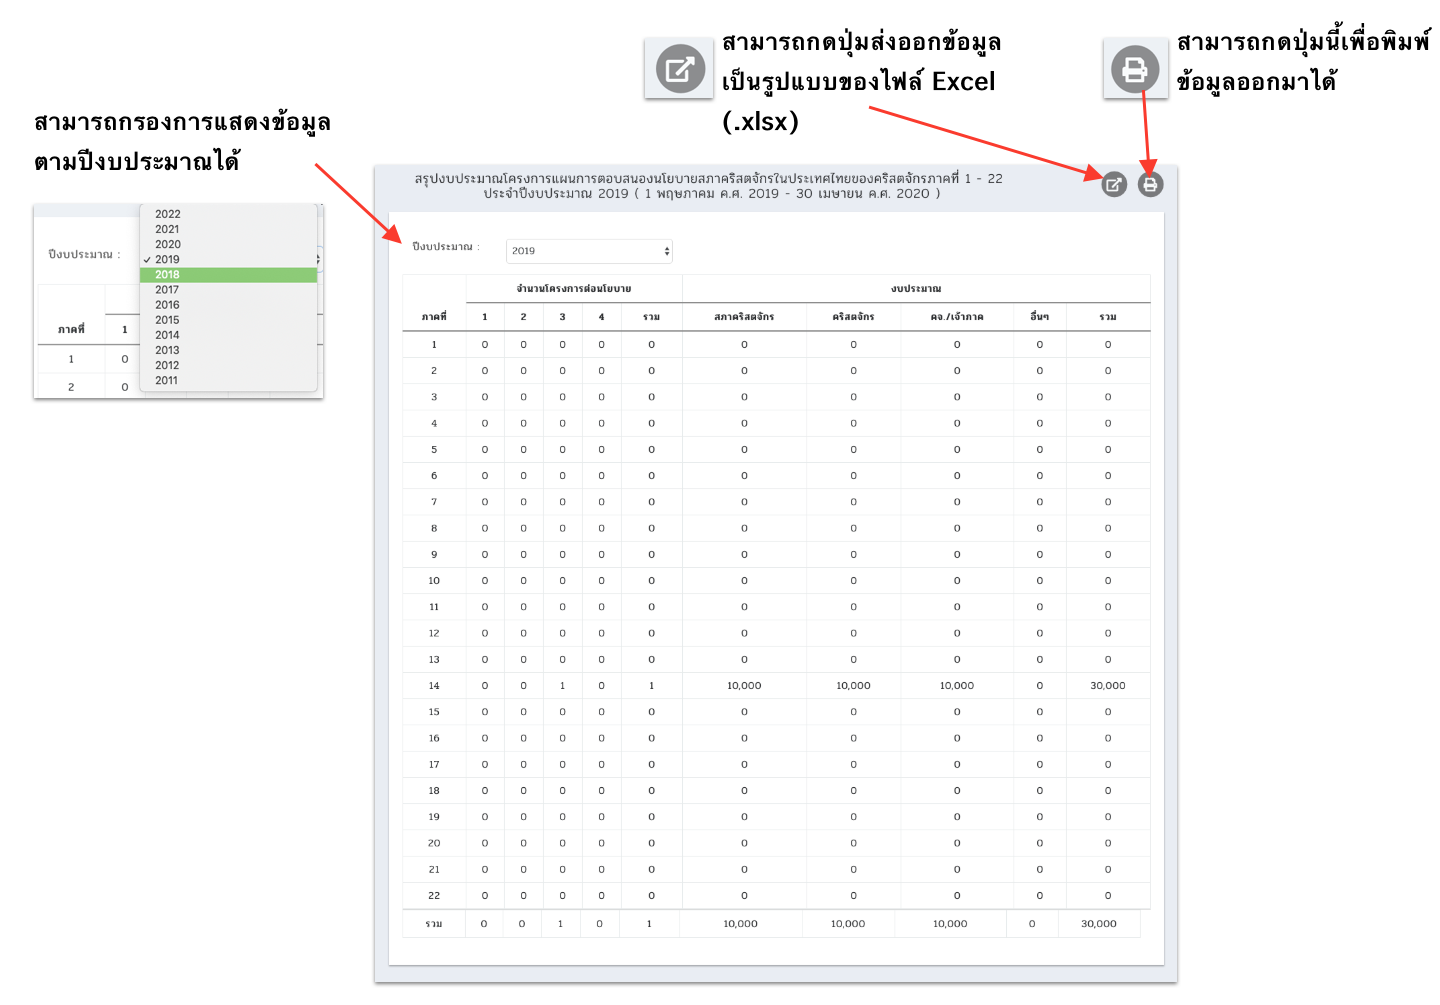 สามารถกดปุ่มส่งออกข้อมูล
เป็นรูปแบบของไฟล์ Excel
(.xlsx)
สามารถกดปุ่มนี้เพื่อพิมพ์
ข้อมูลออกมาได้
สามารถกรองการแสดงข้อมูล
ตามปีงบประมาณได้
ปีงบประมาณ :
2022
2021
2020
✓ 2019
2018
2017
2016
2015
2014
2013
2012
2011
ภาคที่ 1
1 0
2 0
สรุปงบประมาณโครงการแผนการตอบสนองนโยบายสภาคริสตจักรในประเทศไทยของคริสตจักรภาคที่ 1 - 22
ประจำปีงบประมาณ 2019 ( 1 พฤษภาคม ค.ศ. 2019 - 30 เมษายน ค.ศ. 2020 )
ปีงบประมาณ : 2019
จำนวนโครงการต่อนโยบาย งบประมาณ
ภาคที่ 1 2 3 4 รวม สภาคริสตจักร คริสตจักร คจ./เจ้าภาค อื่นๆ รวม
1 0 0 0 0 0 0 0 0 0 0
2 0 0 0 0 0 0 0 0 0 0
3 0 0 0 0 0 0 0 0 0 0
4 0 0 0 0 0 0 0 0 0 0
5 0 0 0 0 0 0 0 0 0 0
6 0 0 0 0 0 0 0 0 0 0
7 0 0 0 0 0 0 0 0 0 0
8 0 0 0 0 0 0 0 0 0 0
9 0 0 0 0 0 0 0 0 0 0
10 0 0 0 0 0 0 0 0 0 0
11 0 0 0 0 0 0 0 0 0 0
12 0 0 0 0 0 0 0 0 0 0
13 0 0 0 0 0 0 0 0 0 0
14 0 0 1 0 1 10,000 10,000 10,000 0 30,000
15 0 0 0 0 0 0 0 0 0 0
16 0 0 0 0 0 0 0 0 0 0
17 0 0 0 0 0 0 0 0 0 0
18 0 0 0 0 0 0 0 0 0 0
19 0 0 0 0 0 0 0 0 0 0
20 0 0 0 0 0 0 0 0 0 0
21 0 0 0 0 0 0 0 0 0 0
22 0 0 0 0 0 0 0 0 0 0
รวม 0 0 1 0 1 10,000 10,000 10,000 0 30,000